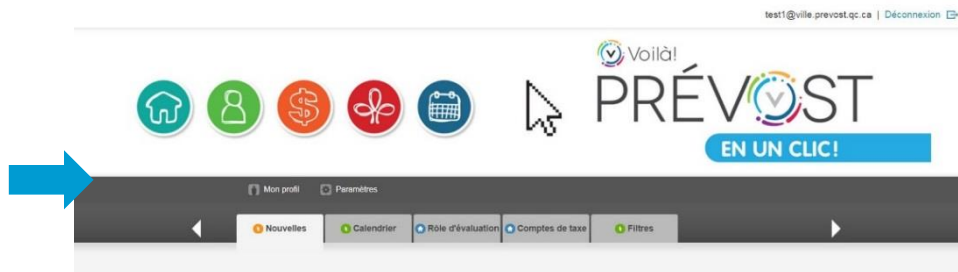 test1@ville.prevost.qc.ca | Déconnexion
Voilà!
PRÉVOST
EN UN CLIC!
Mon profil Paramètres
Nouvelles Calendrier Rôle d'évaluation Comptes de taxe Filtres